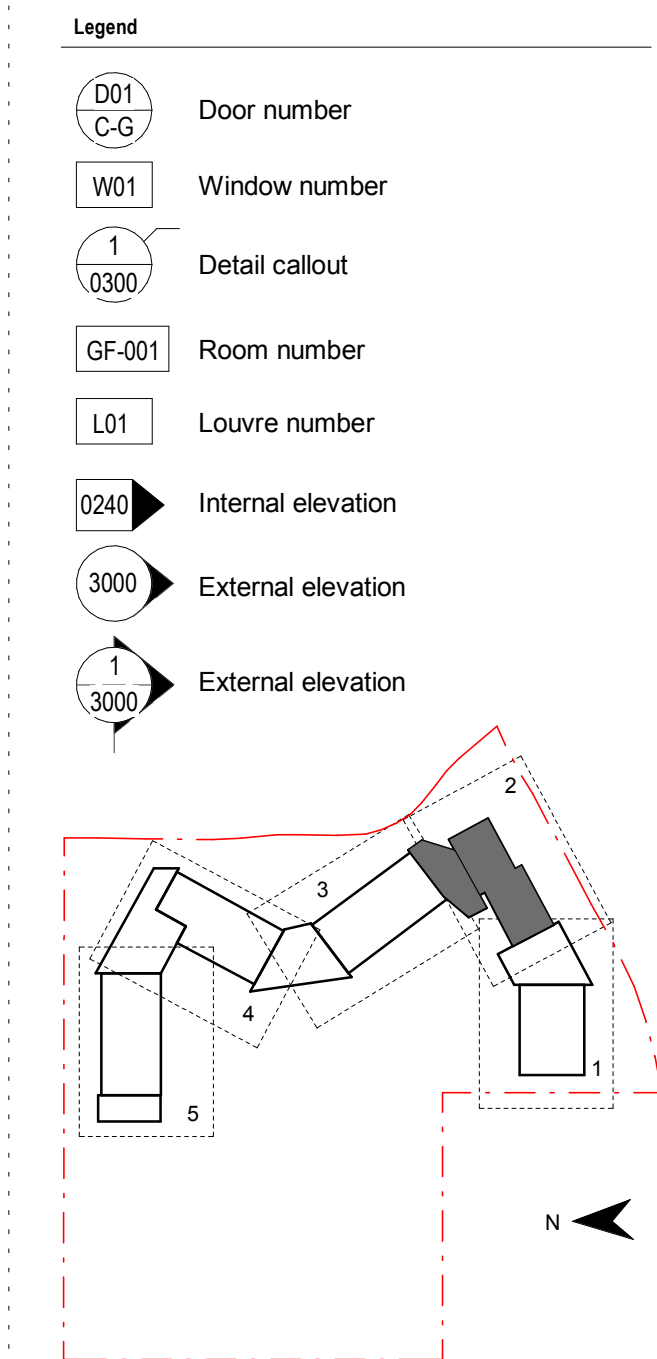 Legend
D01
C-G
Door number
W01
Window number
1
0300
Detail callout
GF-001
Room number
L01
Louvre number
0240
Internal elevation
3000
External elevation
1
3000
External elevation
2
3
4
1
5
N